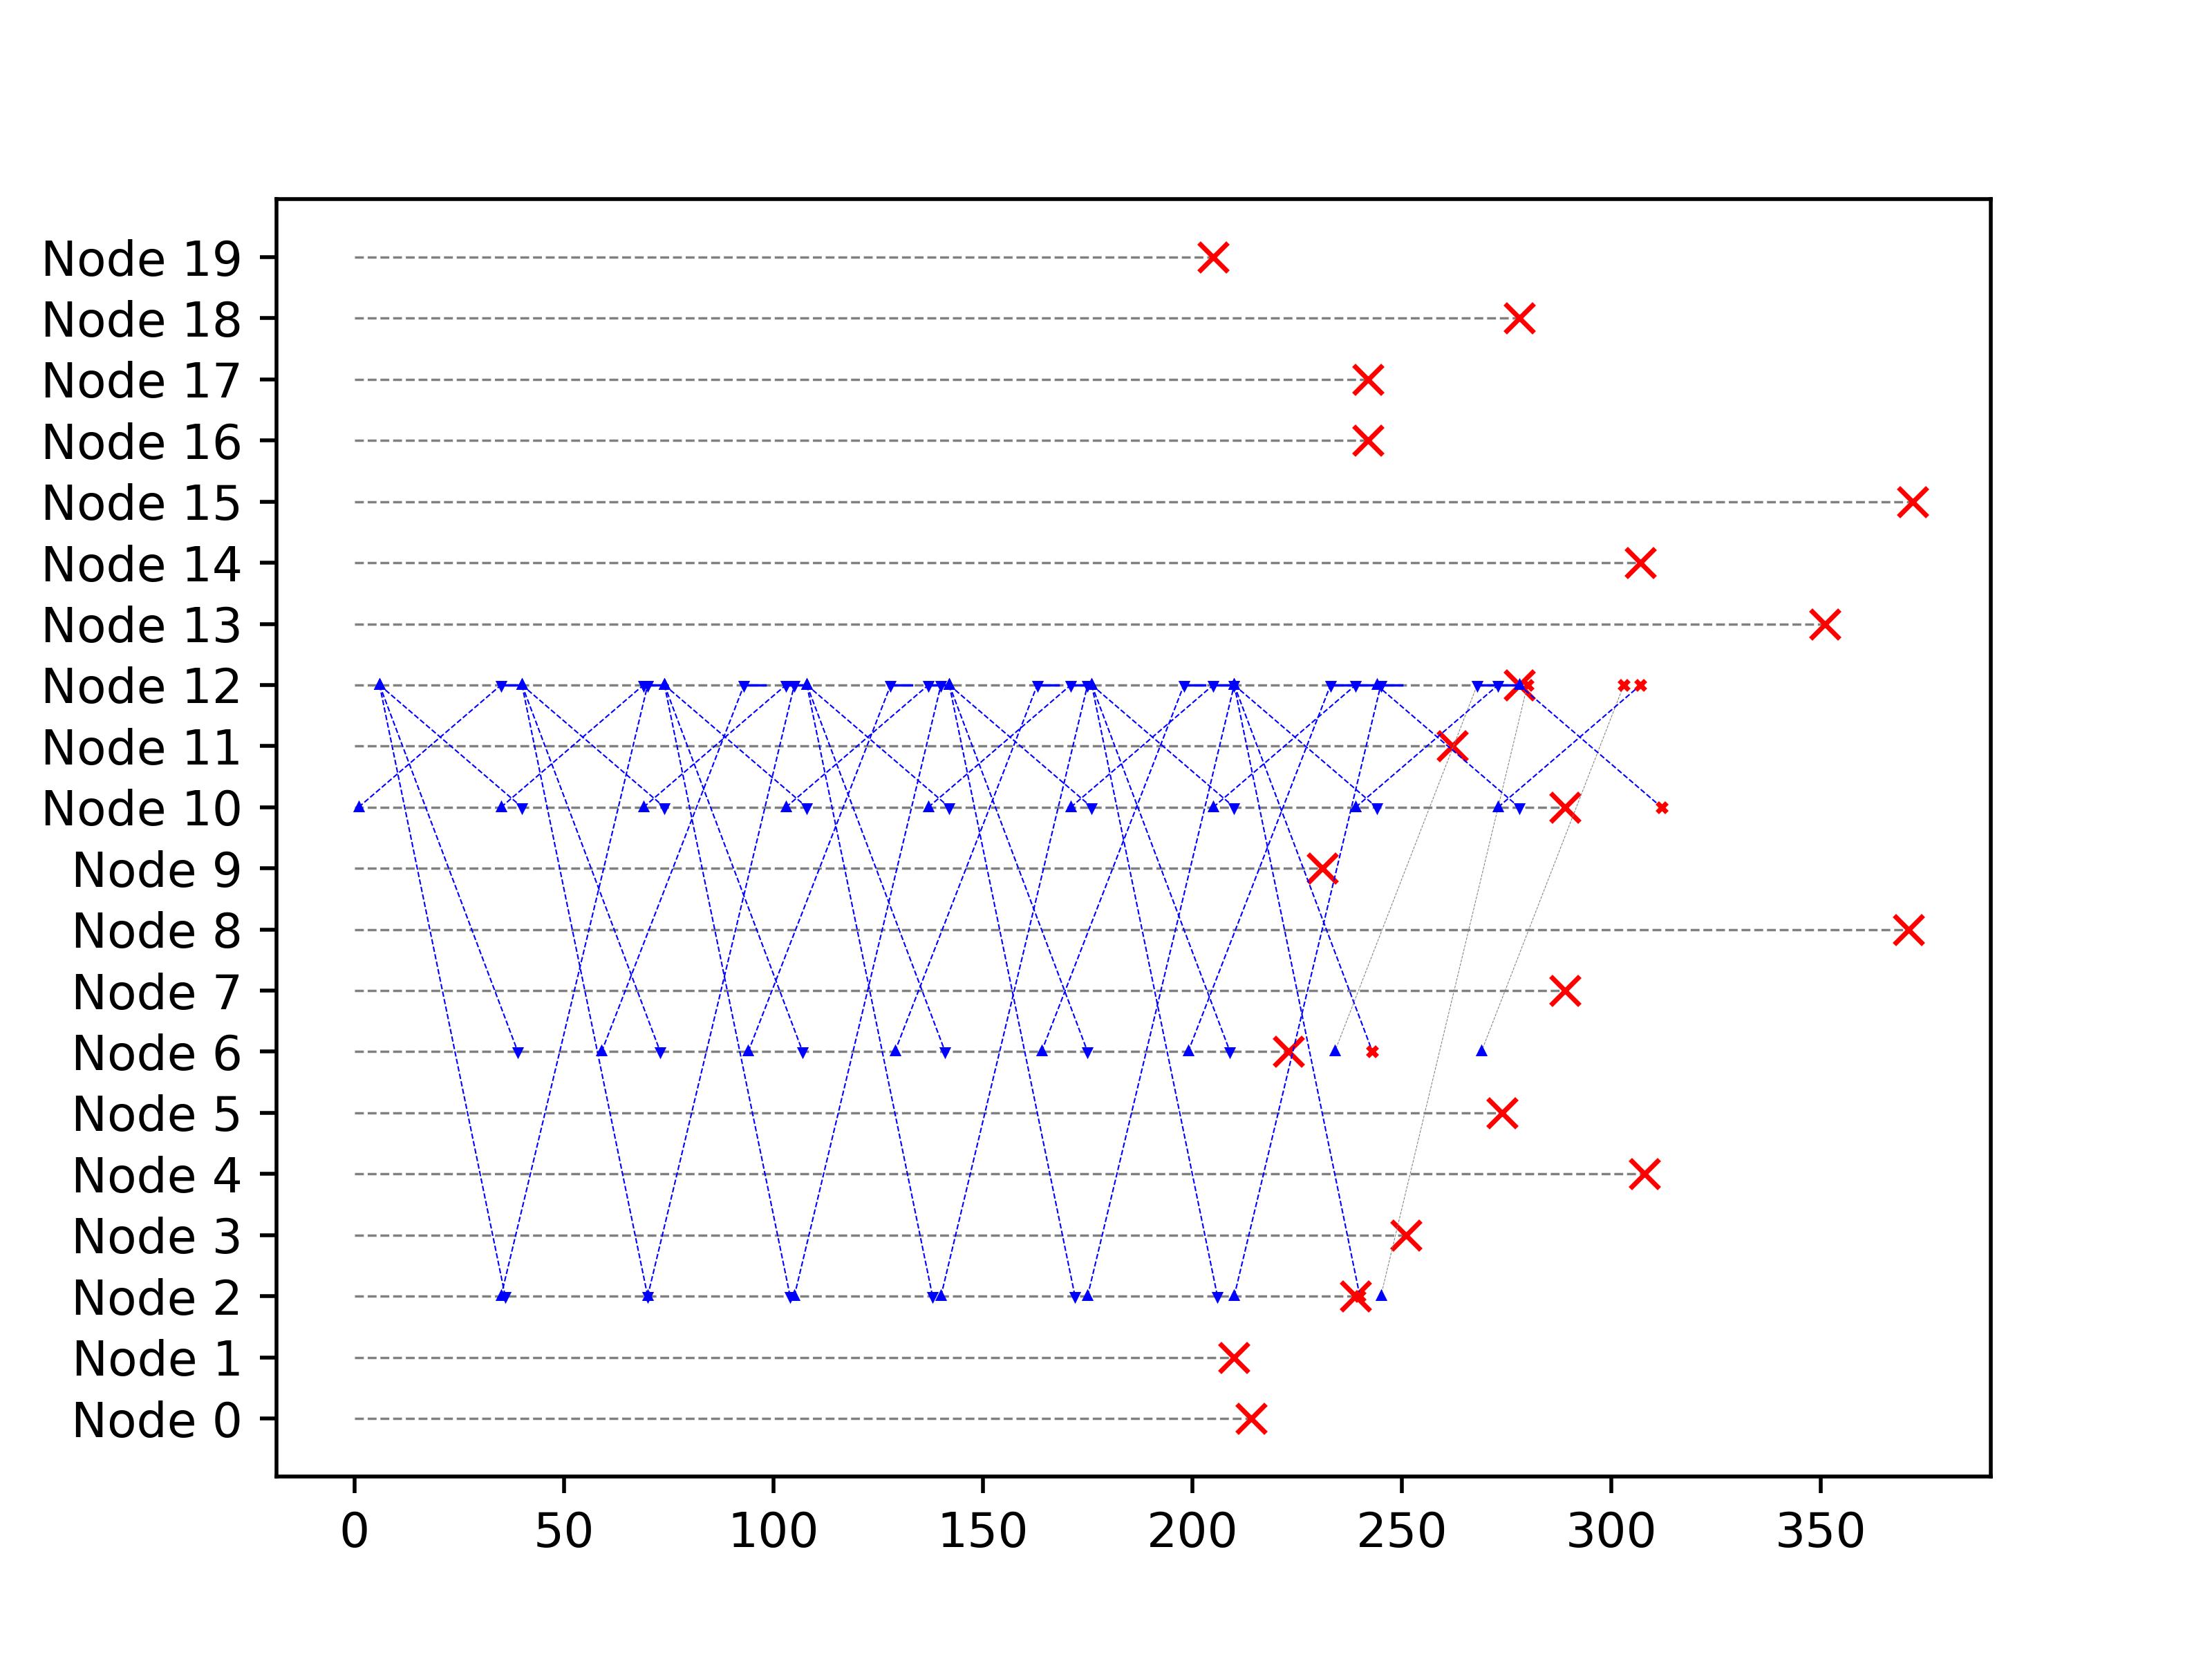 Node 19
Node 18
Node 17
Node 16
Node 15
Node 14
Node 13
Node 12
Node 11
Node 10
Node 9
Node 8
Node 7
Node 6
Node 5
Node 4
Node 3
Node 2
Node 1
Node 0
0 50 100 150 200 250 300 350